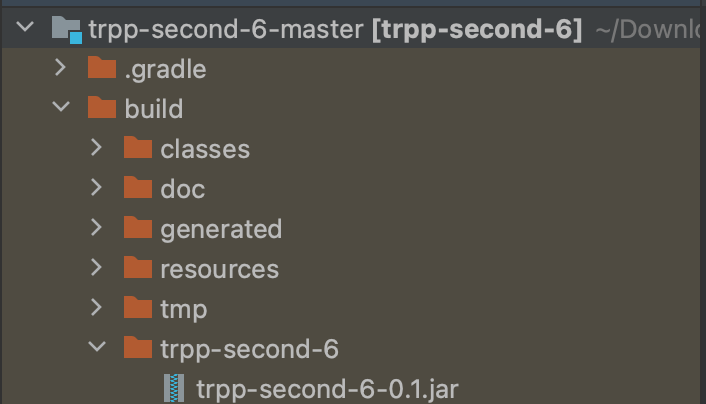 trpp-second-6-master [trpp-second-6] ~/Downlo
.gradle
build
classes
doc
generated
resources
tmp
trpp-second-6
trpp-second-6-0.1.jar